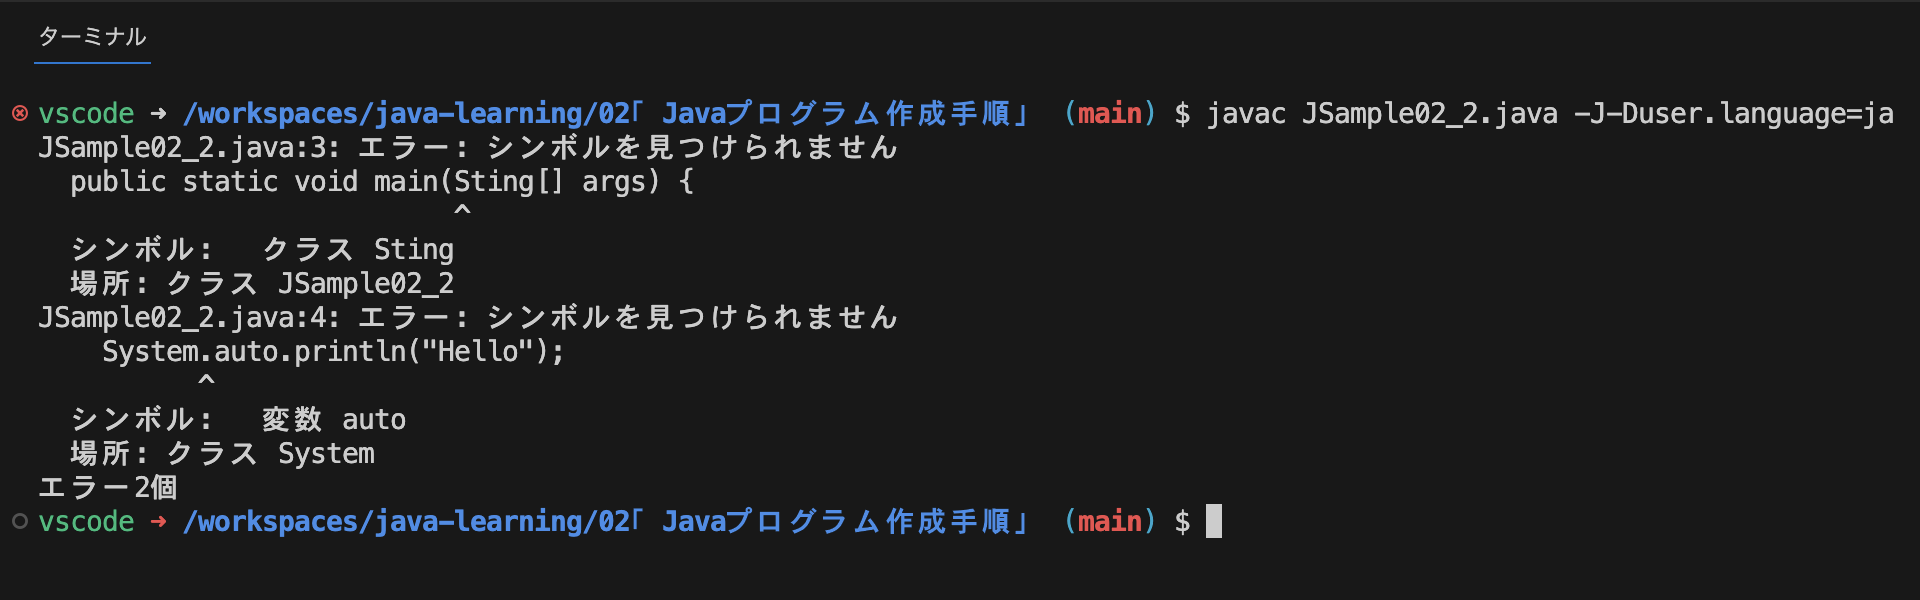 ターミナル
vscode ➜ /workspaces/java-learning/02「 Javaプログラム作成手順」 (main) $ javac JSample02_2.java -J-Duser.language=ja
JSample02_2.java:3: エラー: シンボルを見つけられません
  public static void main(Sting[] args) {
                          ^
  シンボル:   クラス Sting
  場所: クラス JSample02_2
JSample02_2.java:4: エラー: シンボルを見つけられません
    System.auto.println("Hello");
          ^
  シンボル:   変数 auto
  場所: クラス System
エラー2個
vscode ➜ /workspaces/java-learning/02「 Javaプログラム作成手順」 (main) $